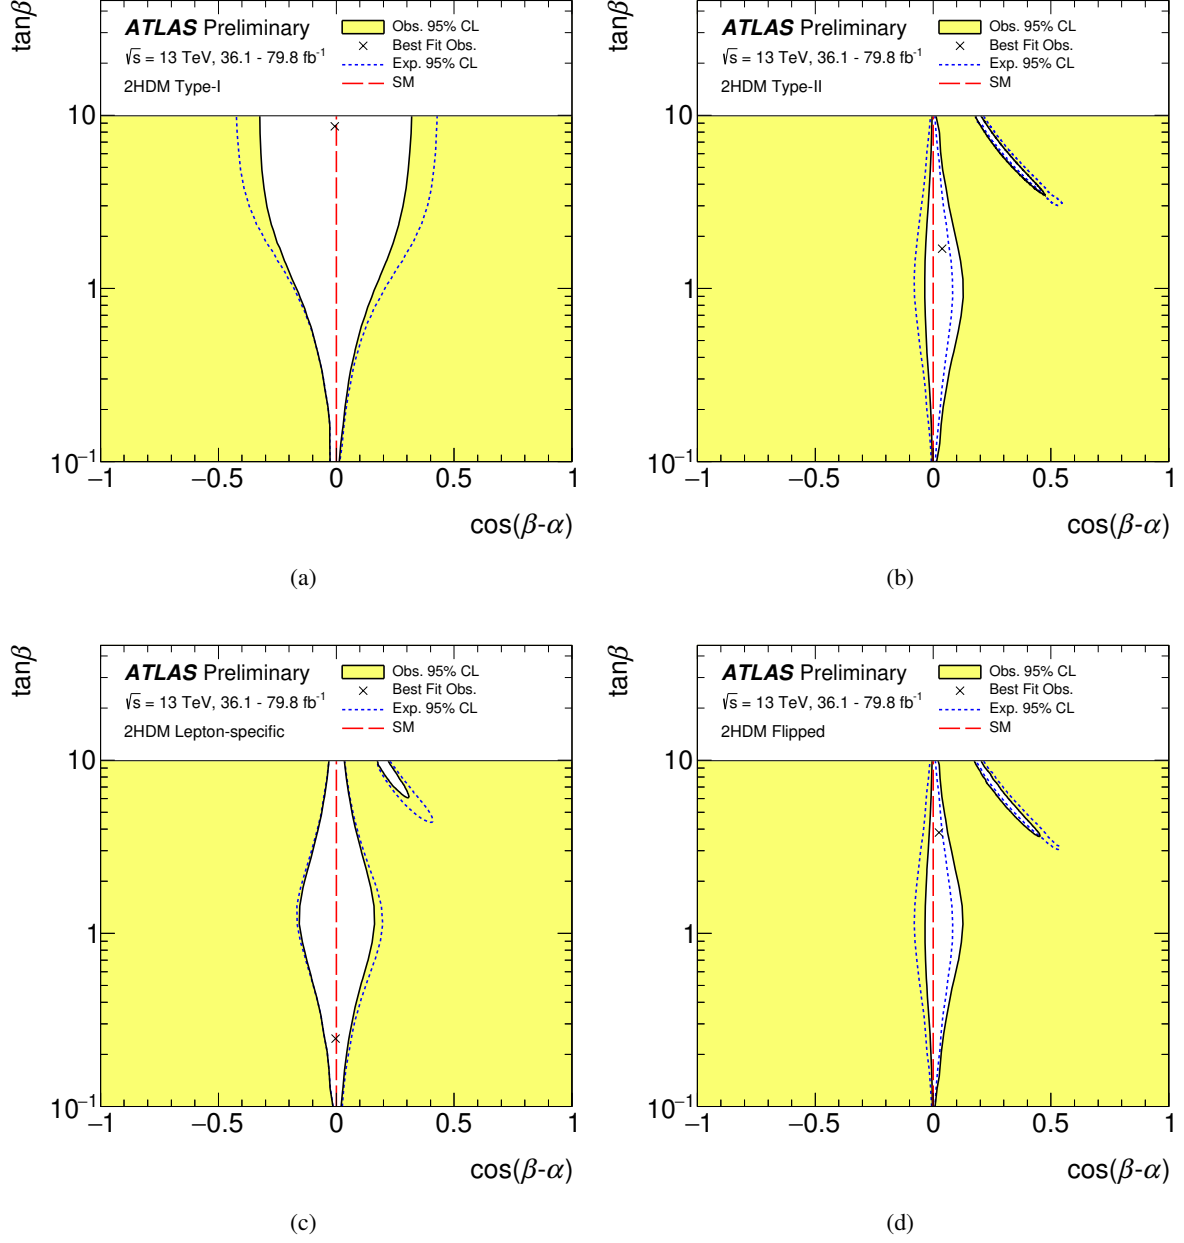 tanβ
ATLAS Preliminary
√s = 13 TeV, 36.1 - 79.8 fb⁻¹
2HDM Type-I
Obs. 95% CL
Best Fit Obs.
Exp. 95% CL
SM
10
1
10⁻¹
−1 −0.5 0 0.5 1
cos(β-α)
(a)
tanβ
ATLAS Preliminary
√s = 13 TeV, 36.1 - 79.8 fb⁻¹
2HDM Type-II
Obs. 95% CL
Best Fit Obs.
Exp. 95% CL
SM
10
1
10⁻¹
−1 −0.5 0 0.5 1
cos(β-α)
(b)
tanβ
ATLAS Preliminary
√s = 13 TeV, 36.1 - 79.8 fb⁻¹
2HDM Lepton-specific
Obs. 95% CL
Best Fit Obs.
Exp. 95% CL
SM
10
1
10⁻¹
−1 −0.5 0 0.5 1
cos(β-α)
(c)
tanβ
ATLAS Preliminary
√s = 13 TeV, 36.1 - 79.8 fb⁻¹
2HDM Flipped
Obs. 95% CL
Best Fit Obs.
Exp. 95% CL
SM
10
1
10⁻¹
−1 −0.5 0 0.5 1
cos(β-α)
(d)